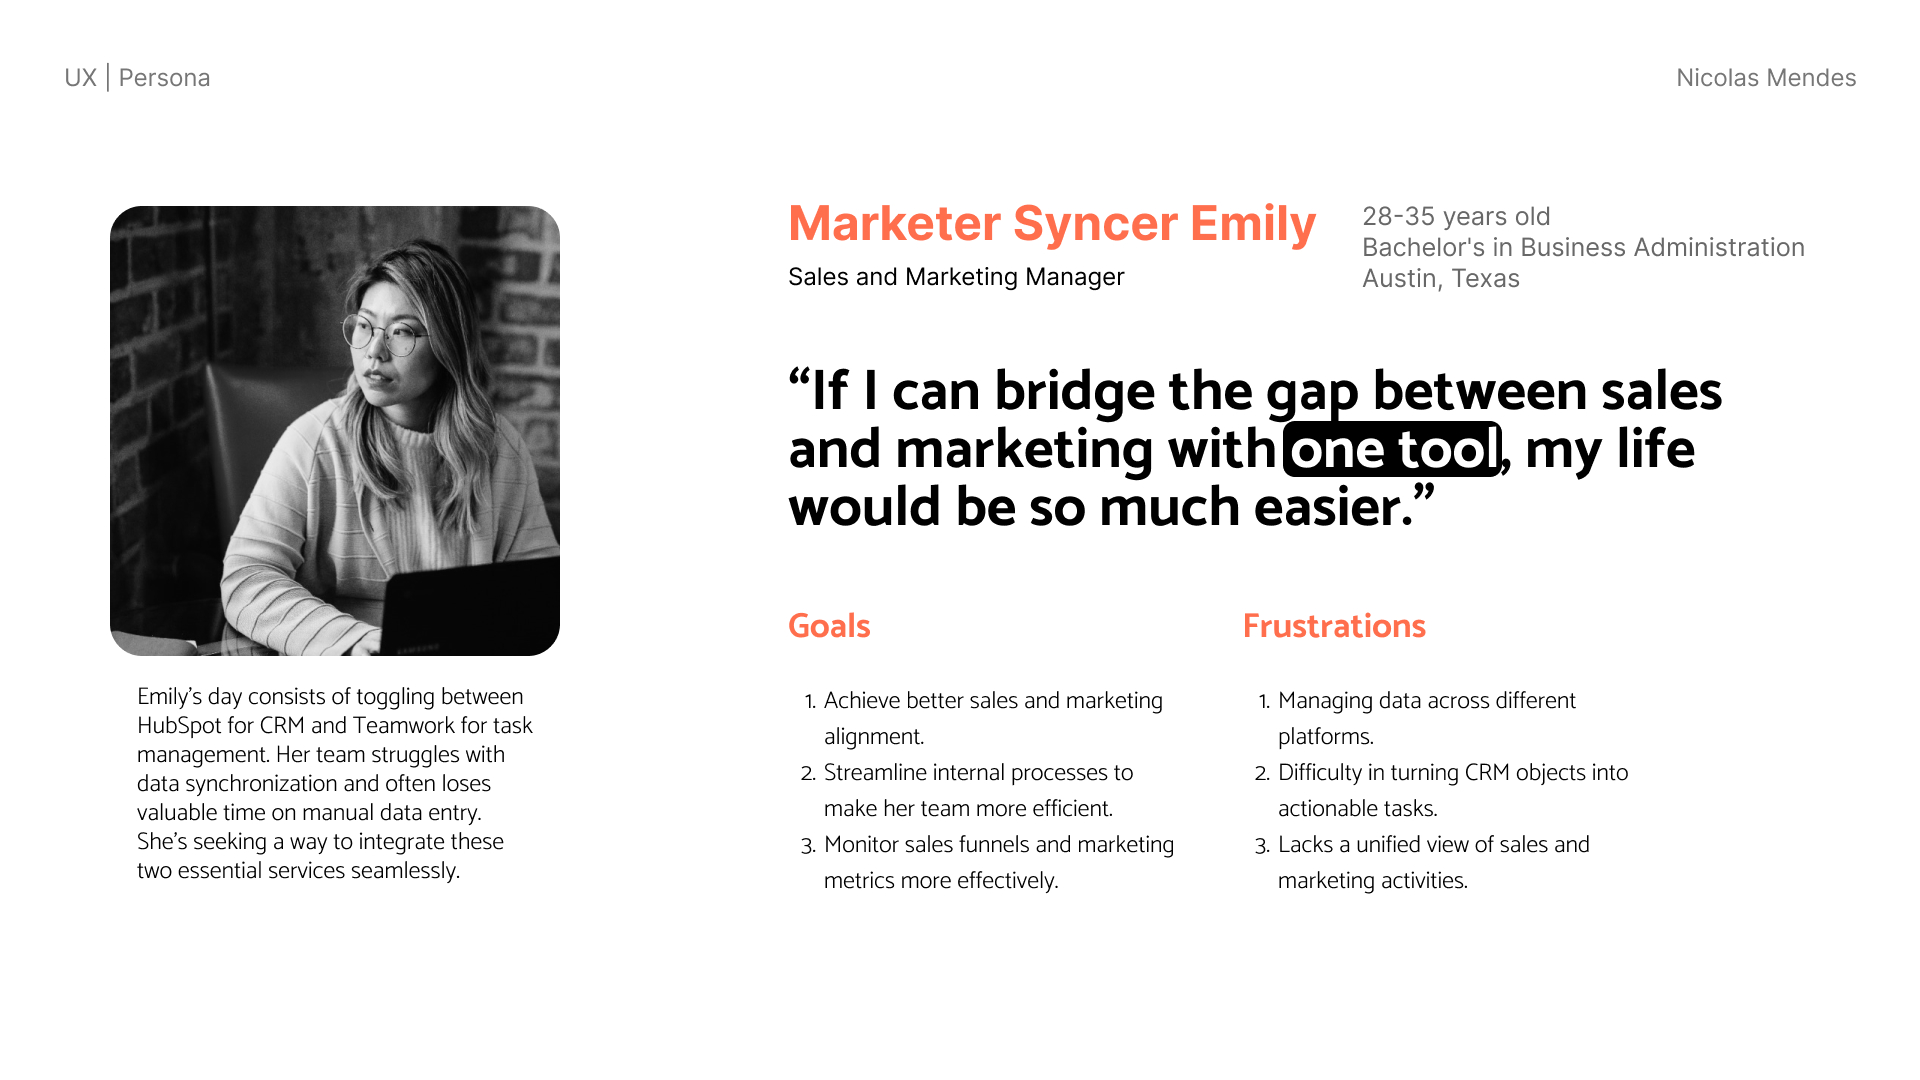 UX | Persona
Nicolas Mendes
Marketer Syncer Emily
Sales and Marketing Manager
28-35 years old
Bachelor's in Business Administration
Austin, Texas
“If I can bridge the gap between sales
and marketing with one tool, my life
would be so much easier.”
SAMSUNG
Emily’s day consists of toggling between
HubSpot for CRM and Teamwork for task
management. Her team struggles with
data synchronization and often loses
valuable time on manual data entry.
She’s seeking a way to integrate these
two essential services seamlessly.
Goals
1. Achieve better sales and marketing
alignment.
2. Streamline internal processes to
make her team more efficient.
3. Monitor sales funnels and marketing
metrics more effectively.
Frustrations
1. Managing data across different
platforms.
2. Difficulty in turning CRM objects into
actionable tasks.
3. Lacks a unified view of sales and
marketing activities.